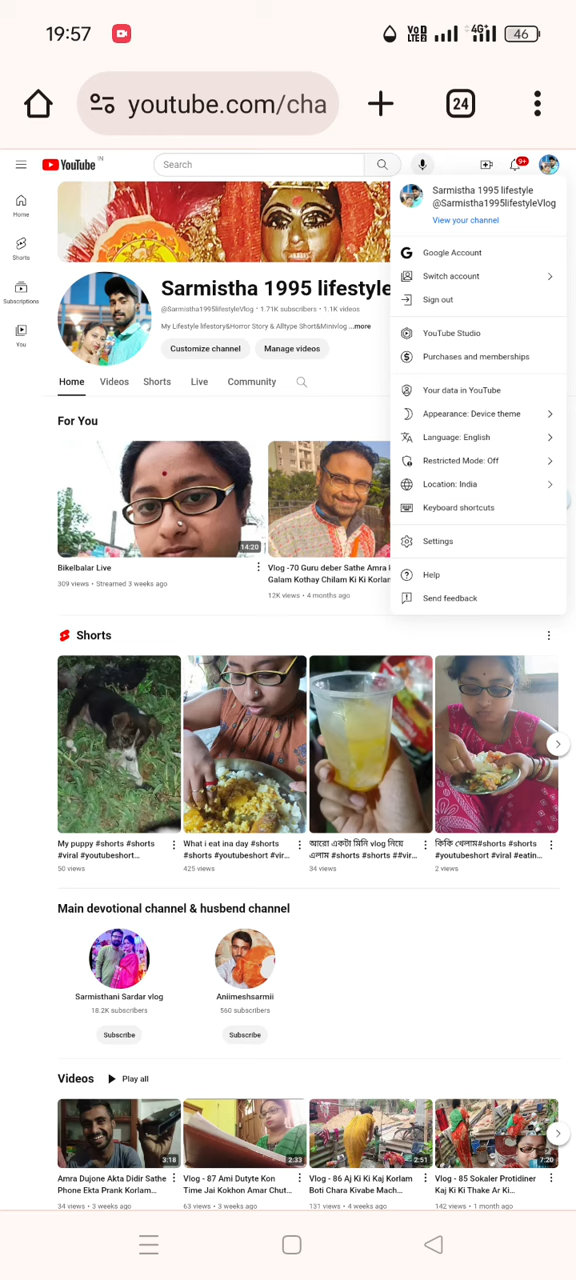 19:57
VoD LTE2
4G+
46
youtube.com/cha
24
YouTube IN
Search
9+
Home
Shorts
Subscriptions
You
Sarmistha 1995 lifestyle
@Sarmistha1995lifestyleVlog
View your channel
Google Account
Switch account
Sign out
YouTube Studio
Purchases and memberships
Your data in YouTube
Appearance: Device theme
Language: English
Restricted Mode: Off
Location: India
Keyboard shortcuts
Settings
Help
Send feedback
Sarmistha 1995 lifestyle
@Sarmistha1995lifestyleVlog • 1.71K subscribers • 1.1K videos
My Lifestyle lifestory&Horror Story & Alltype Short&Minivlog ...more
Customize channel
Manage videos
Home Videos Shorts Live Community
For You
14:20
Bikelbalar Live
309 views • Streamed 3 weeks ago
Vlog -70 Guru deber Sathe Amra
Galam Kothay Chilam Ki Ki Korlam
12K views • 4 months ago
Shorts
My puppy #shorts #shorts
#viral #youtubeshort...
50 views
What i eat ina day #shorts
#shorts #youtubeshort #vir...
425 views
আরো একটা মিনি vlog নিয়ে
এলাম #shorts #shorts ##vir...
34 views
কিকি খেলাম#shorts #shorts
#youtubeshort #viral #eatin...
2 views
Main devotional channel & husbend channel
Sarmisthani Sardar vlog
18.2K subscribers
Subscribe
Aniimeshsarmii
560 subscribers
Subscribe
Videos
Play all
3:18
Amra Dujone Akta Didir Sathe
Phone Ekta Prank Korlam...
34 views • 3 weeks ago
2:33
Vlog - 87 Ami Dutyte Kon
Time Jai Kokhon Amar Chut...
63 views • 3 weeks ago
2:51
Vlog - 86 Aj Ki Ki Kaj Korlam
Boti Chara Kivabe Mach...
131 views • 4 weeks ago
7:20
Vlog - 85 Sokaler Protidiner
Kaj Ki Ki Thake Ar Ki...
142 views • 1 month ago